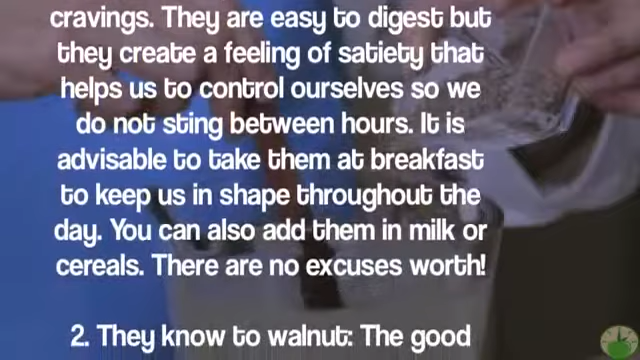 cravings. They are easy to digest but
they create a feeling of satiety that
helps us to control ourselves so we
do not sting between hours. It is
advisable to take them at breakfast
to keep us in shape throughout the
day. You can also add them in milk or
cereals. There are no excuses worth!
2. They know to walnut: The good